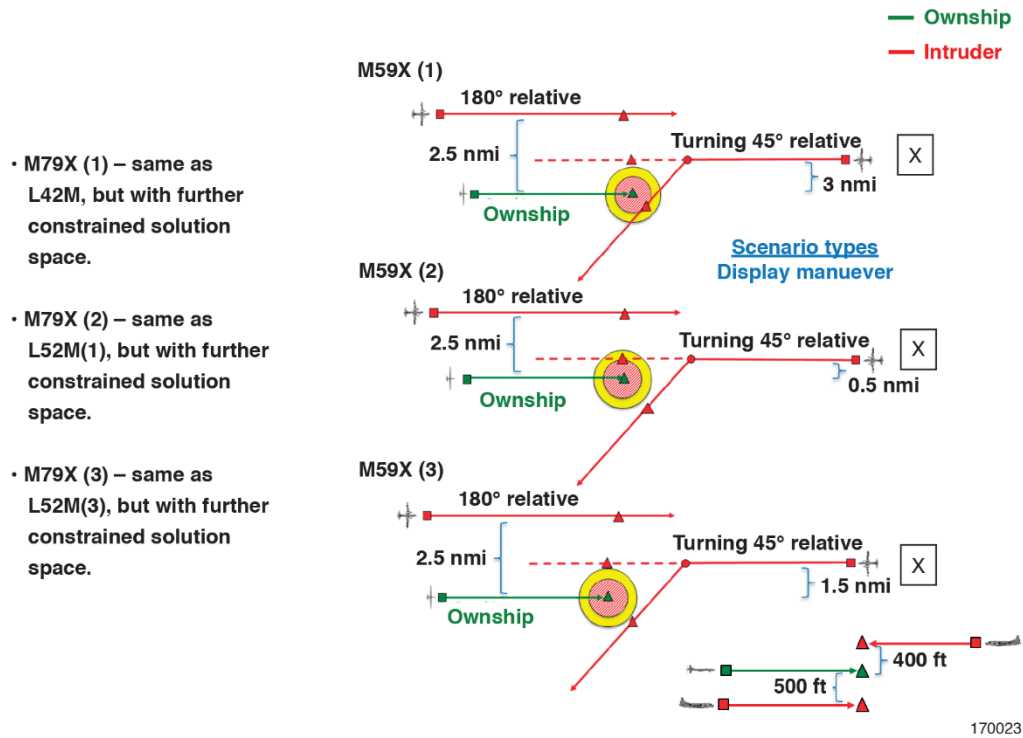 Ownship
Intruder
M59X (1)
180° relative
Turning 45° relative
X
2.5 nmi
3 nmi
Ownship
• M79X (1) – same as
L42M, but with further
constrained solution
space.
Scenario types
Display manuever
M59X (2)
180° relative
Turning 45° relative
X
2.5 nmi
0.5 nmi
Ownship
• M79X (2) – same as
L52M(1), but with further
constrained solution
space.
M59X (3)
180° relative
Turning 45° relative
X
2.5 nmi
1.5 nmi
Ownship
• M79X (3) – same as
L52M(3), but with further
constrained solution
space.
400 ft
500 ft
170023